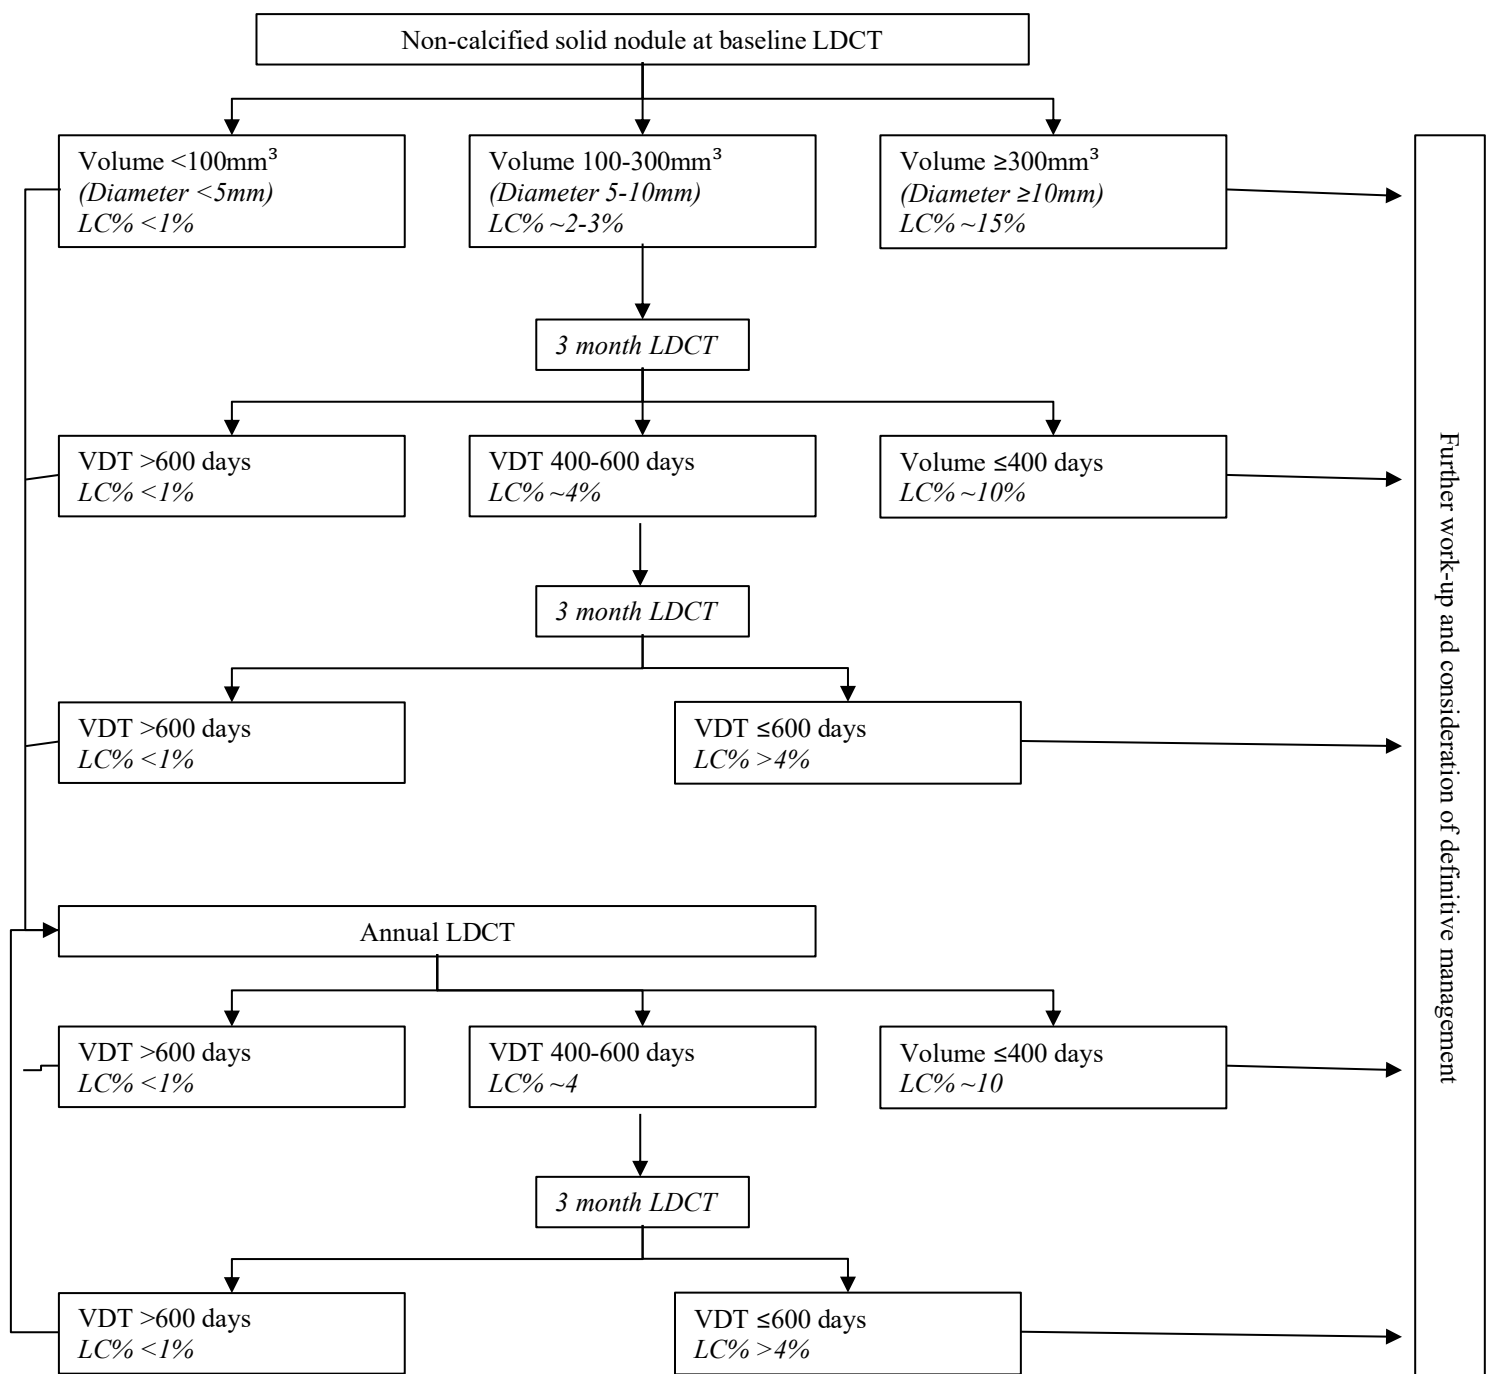 Non-calcified solid nodule at baseline LDCT
Volume <100mm³
(Diameter <5mm)
LC% <1%
Volume 100-300mm³
(Diameter 5-10mm)
LC% ~2-3%
Volume ≥300mm³
(Diameter ≥10mm)
LC% ~15%
3 month LDCT
VDT >600 days
LC% <1%
VDT 400-600 days
LC% ~4%
Volume ≤400 days
LC% ~10%
3 month LDCT
VDT >600 days
LC% <1%
VDT ≤600 days
LC% >4%
Annual LDCT
VDT >600 days
LC% <1%
VDT 400-600 days
LC% ~4
Volume ≤400 days
LC% ~10
3 month LDCT
VDT >600 days
LC% <1%
VDT ≤600 days
LC% >4%
Further work-up and consideration of definitive management